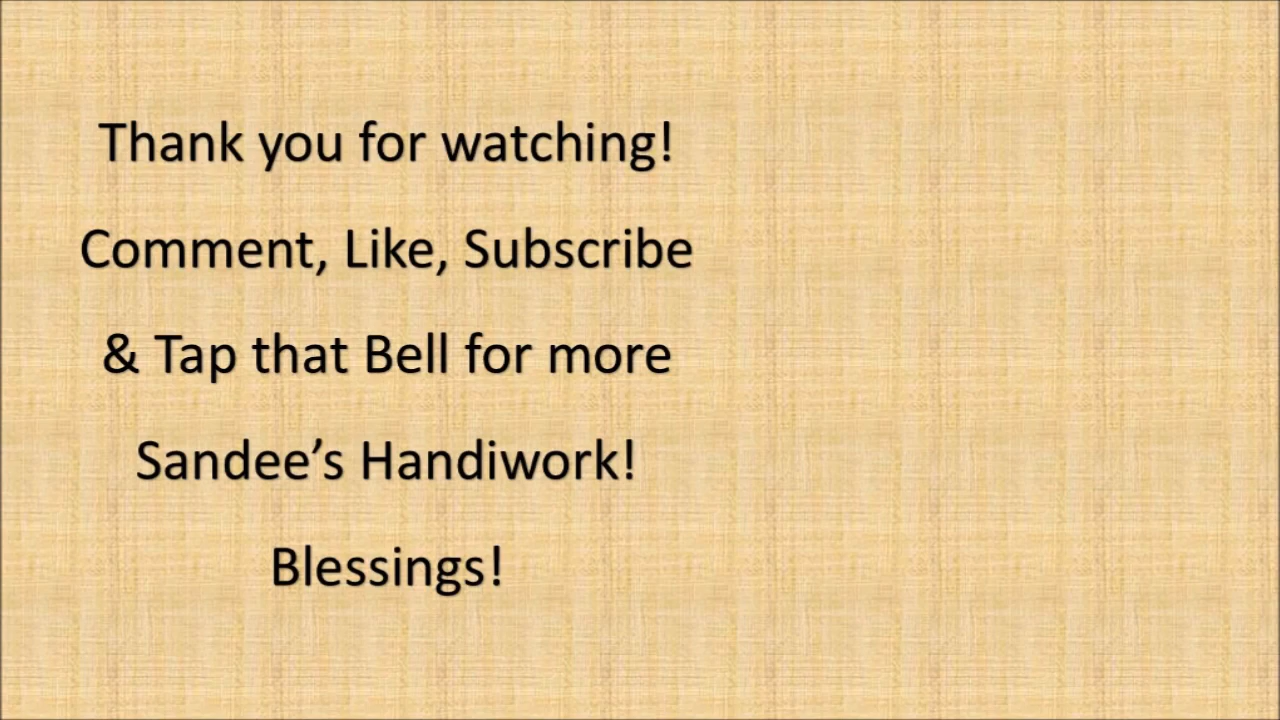 Thank you for watching!
Comment, Like, Subscribe
& Tap that Bell for more
Sandee’s Handiwork!
Blessings!